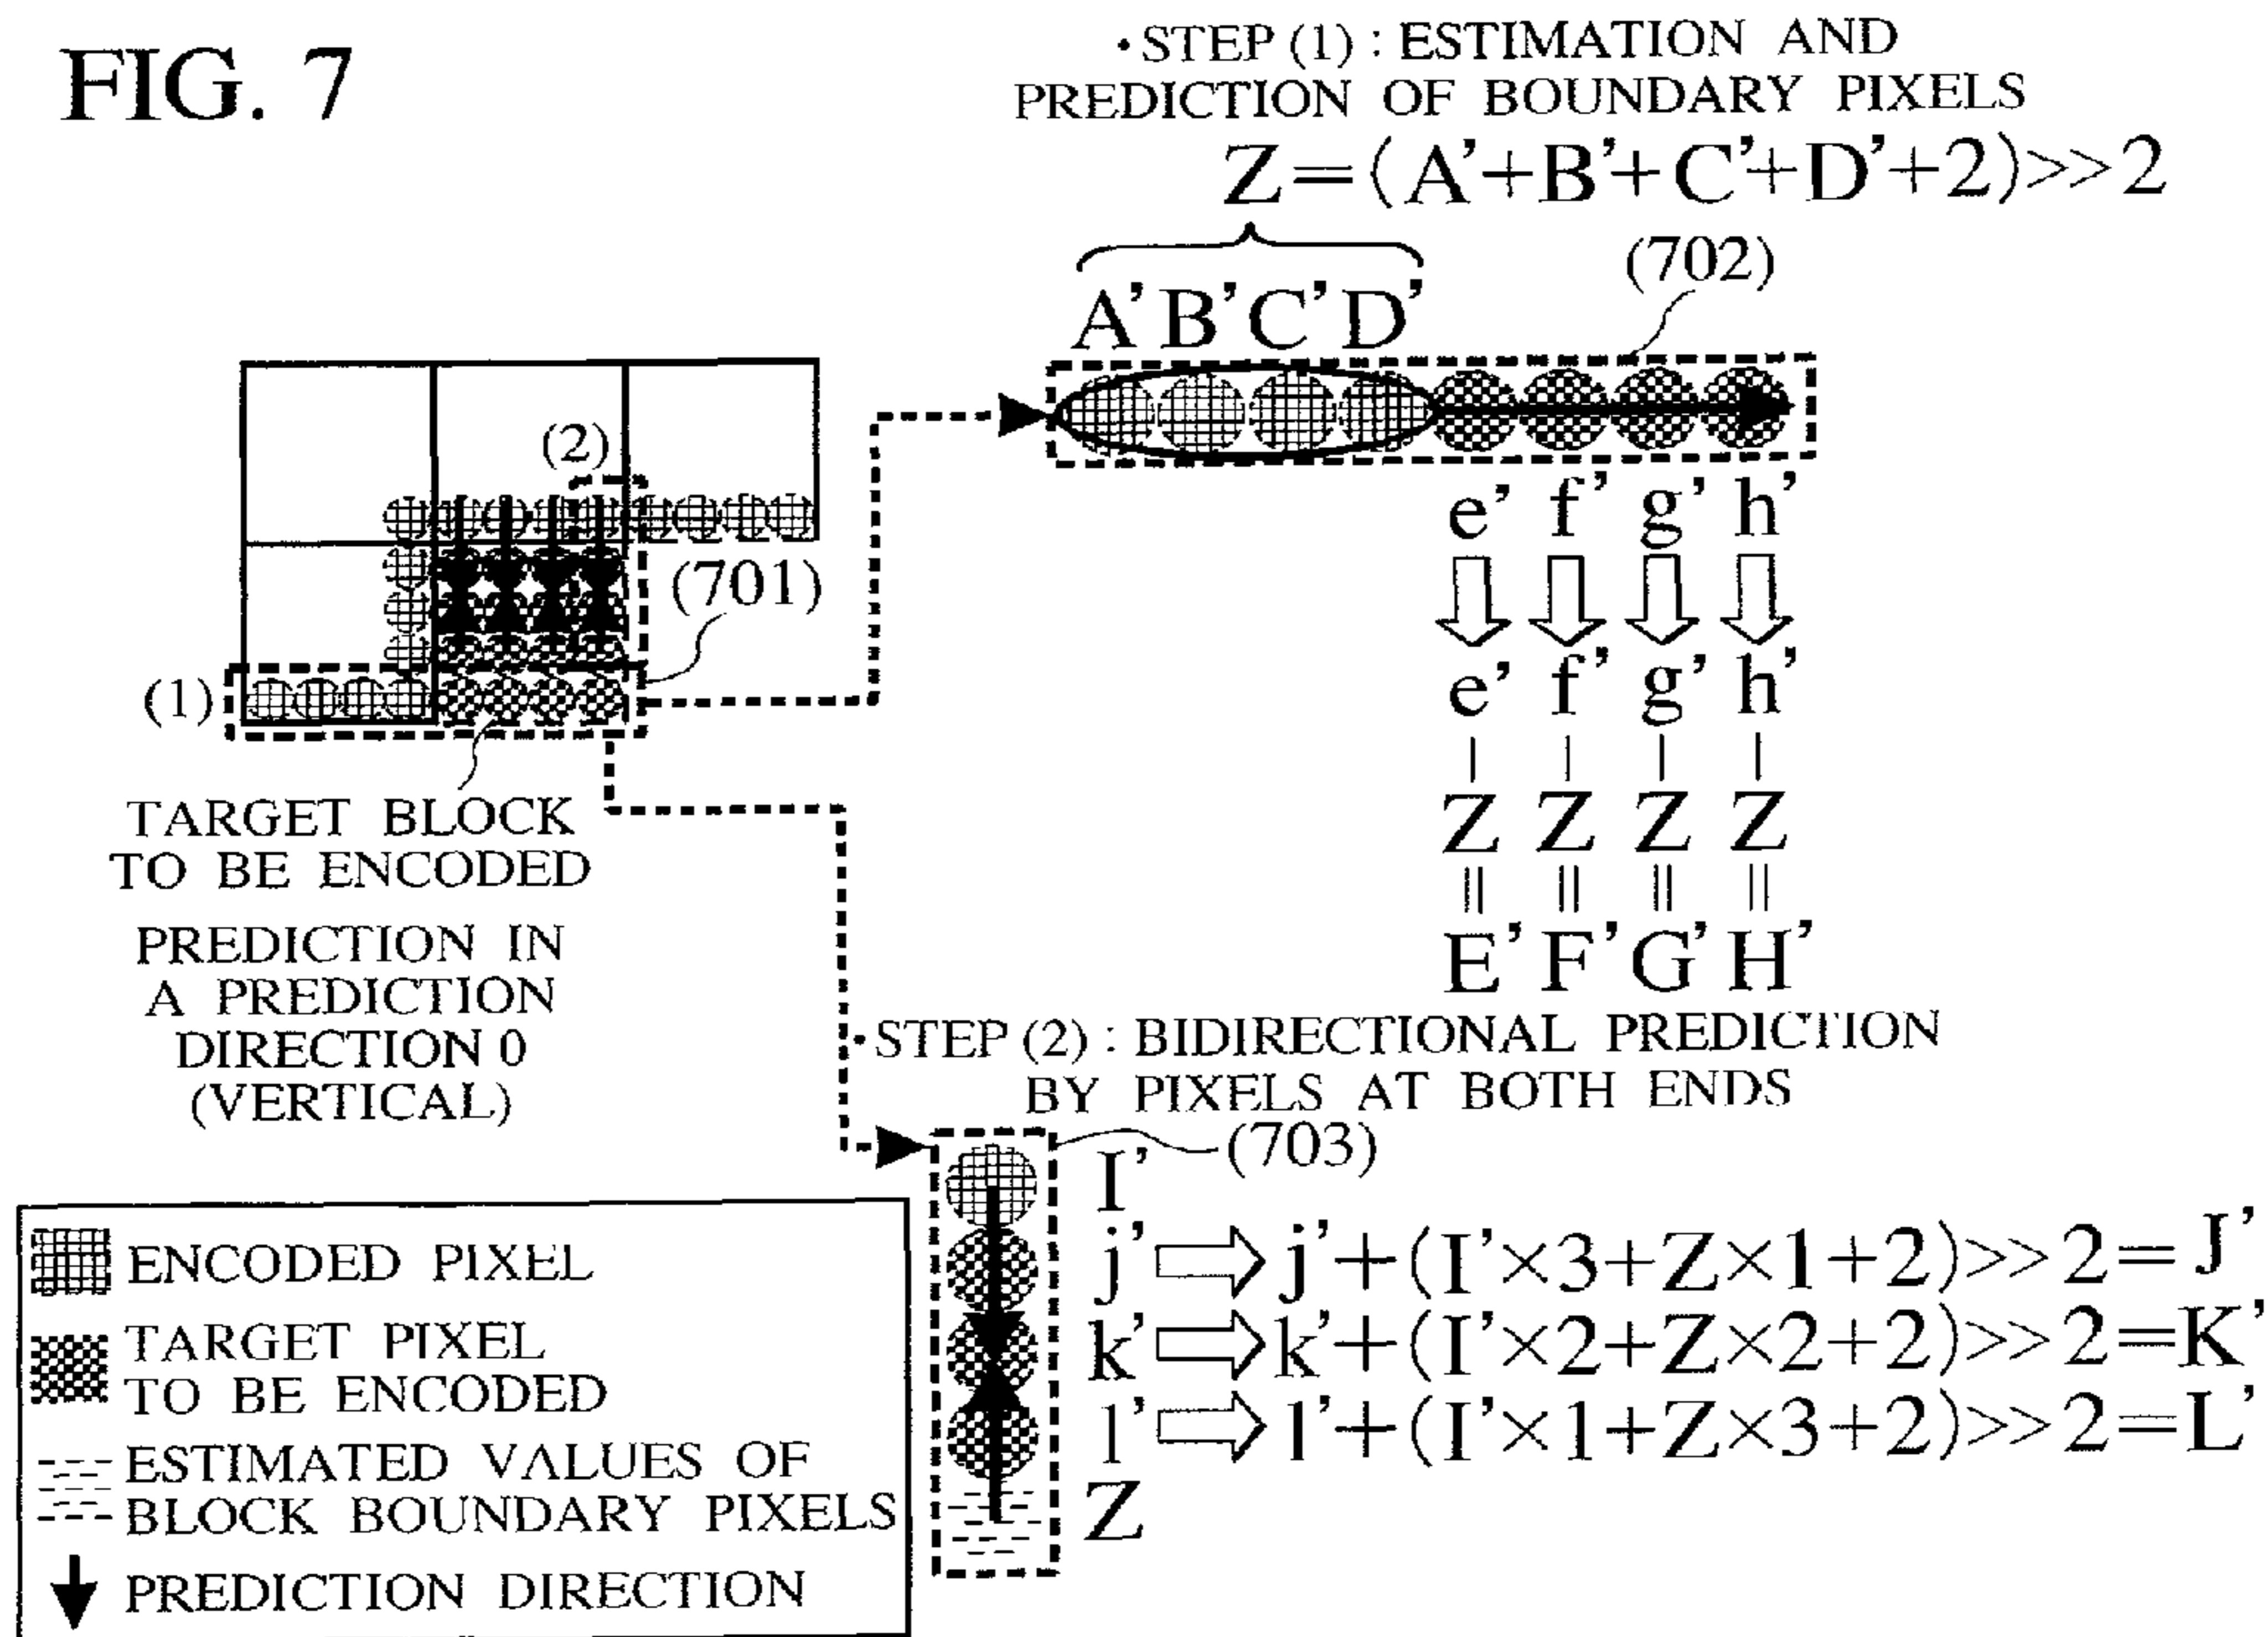 FIG. 7
•STEP (1) : ESTIMATION AND
PREDICTION OF BOUNDARY PIXELS
Z=(A'+B'+C'+D'+2)>>2
(702)
A' B' C' D'
(2)
(701)
(1)
e' f' g' h'
e' f' g' h'
– – – –
Z Z Z Z
= = = =
E' F' G' H'
TARGET BLOCK
TO BE ENCODED
PREDICTION IN
A PREDICTION
DIRECTION 0
(VERTICAL)
•STEP (2) : BIDIRECTIONAL PREDICTION
BY PIXELS AT BOTH ENDS
(703)
I'
j' ⇨ j'+(I'×3+Z×1+2)>>2=J'
k' ⇨ k'+(I'×2+Z×2+2)>>2=K'
l' ⇨ l'+(I'×1+Z×3+2)>>2=L'
Z
ENCODED PIXEL
TARGET PIXEL
TO BE ENCODED
ESTIMATED VALUES OF
BLOCK BOUNDARY PIXELS
PREDICTION DIRECTION